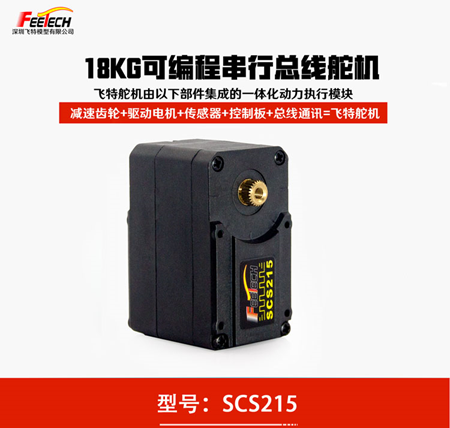 FEETECH
深圳飞特模型有限公司
18KG可编程串行总线舵机
飞特舵机由以下部件集成的一体化动力执行模块
减速齿轮+驱动电机+传感器+控制板+总线通讯=飞特舵机
FEETECH
SCS215
型号：SCS215